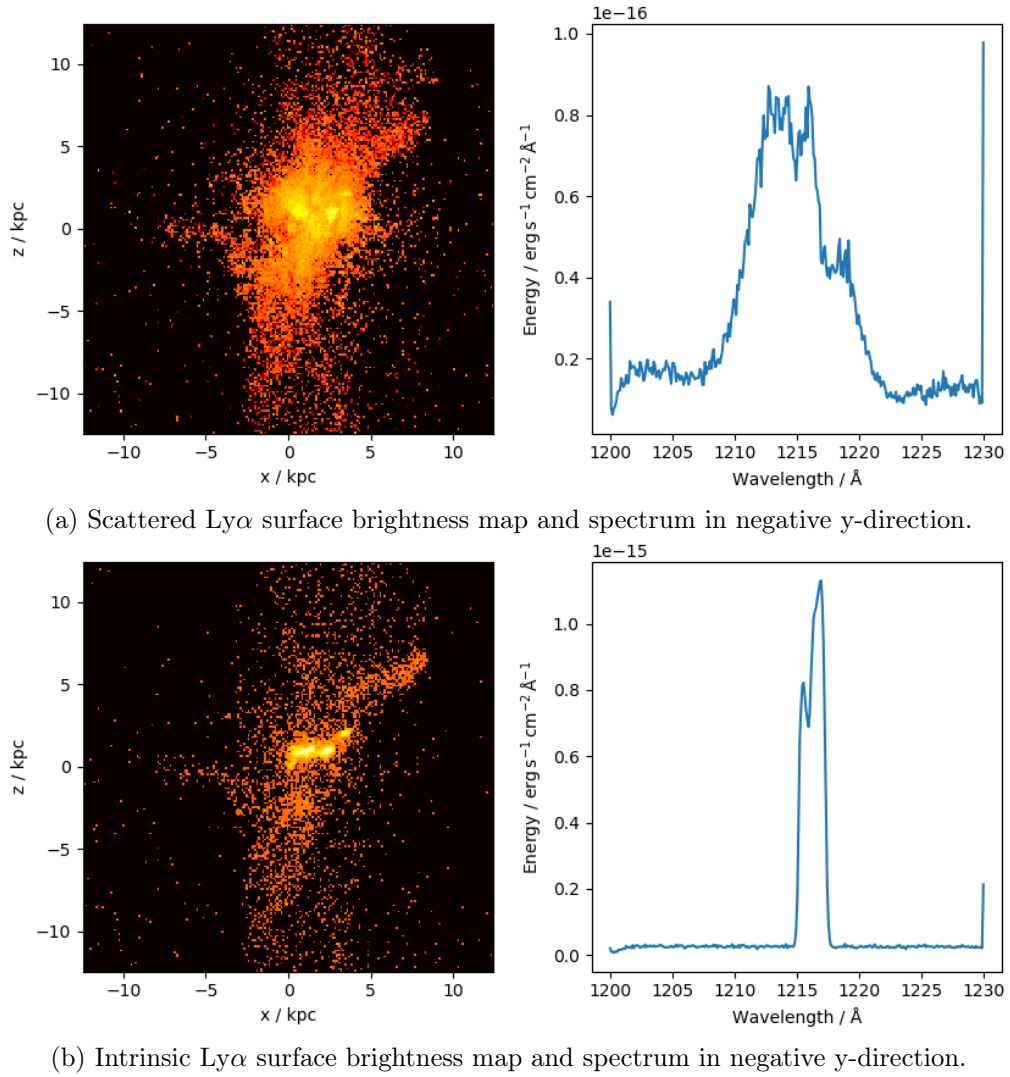 1e−16
10
5
0
−5
−10
z / kpc
−10 −5 0 5 10
x / kpc
1.0
0.8
0.6
0.4
0.2
Energy / erg s⁻¹ cm⁻² Å⁻¹
1200 1205 1210 1215 1220 1225 1230
Wavelength / Å
(a) Scattered Lyα surface brightness map and spectrum in negative y-direction.
1e−15
10
5
0
−5
−10
z / kpc
−10 −5 0 5 10
x / kpc
1.0
0.8
0.6
0.4
0.2
0.0
Energy / erg s⁻¹ cm⁻² Å⁻¹
1200 1205 1210 1215 1220 1225 1230
Wavelength / Å
(b) Intrinsic Lyα surface brightness map and spectrum in negative y-direction.